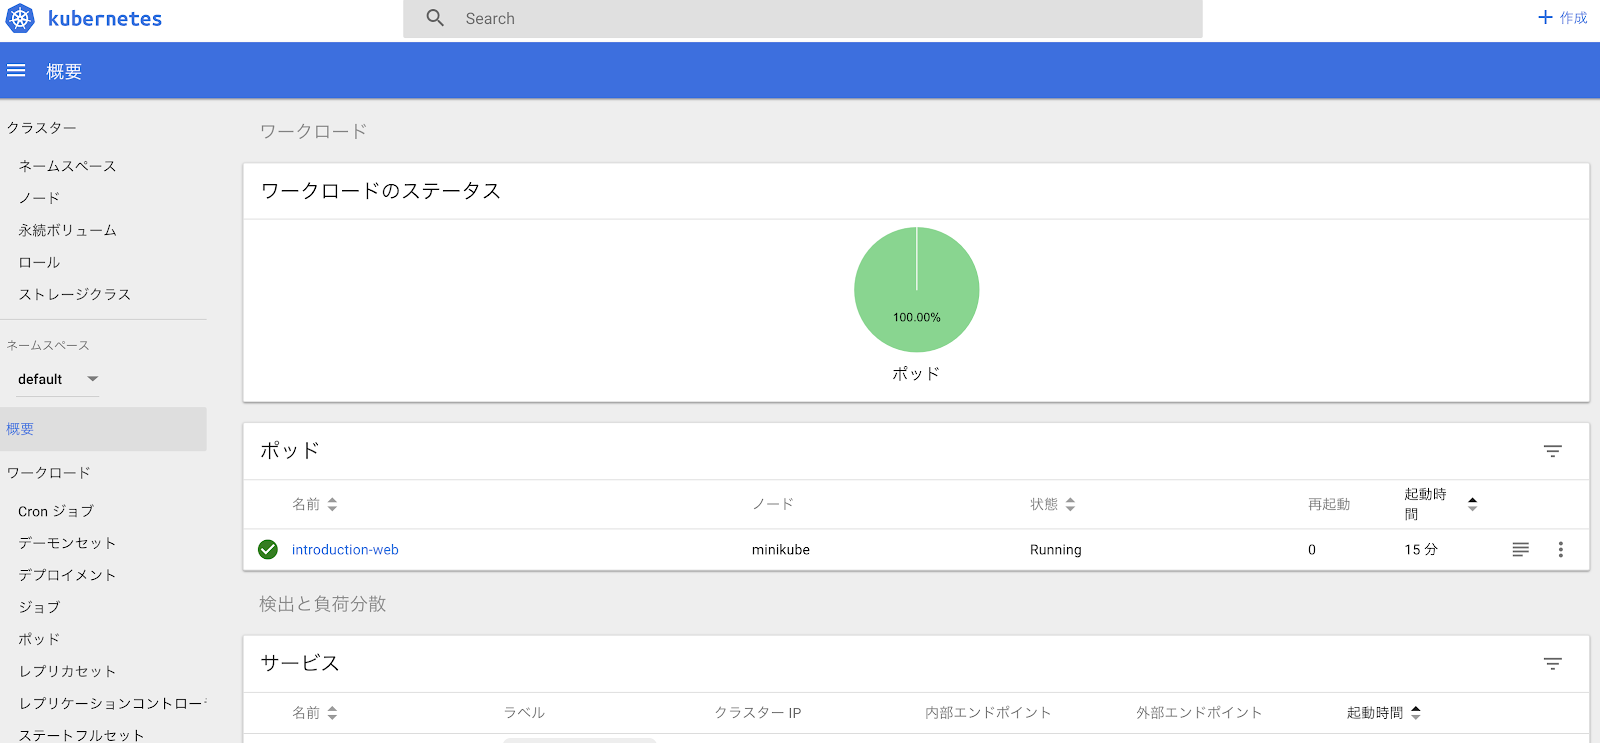 kubernetes
Search
作成
概要
クラスター
ネームスペース
ノード
永続ボリューム
ロール
ストレージクラス
ネームスペース
default
概要
ワークロード
Cron ジョブ
デーモンセット
デプロイメント
ジョブ
ポッド
レプリカセット
レプリケーションコントロー
ステートフルセット
ワークロード
ワークロードのステータス
100.00%
ポッド
ポッド
名前 ノード 状態 再起動 起動時間
introduction-web minikube Running 0 15 分
検出と負荷分散
サービス
名前 ラベル クラスター IP 内部エンドポイント 外部エンドポイント 起動時間